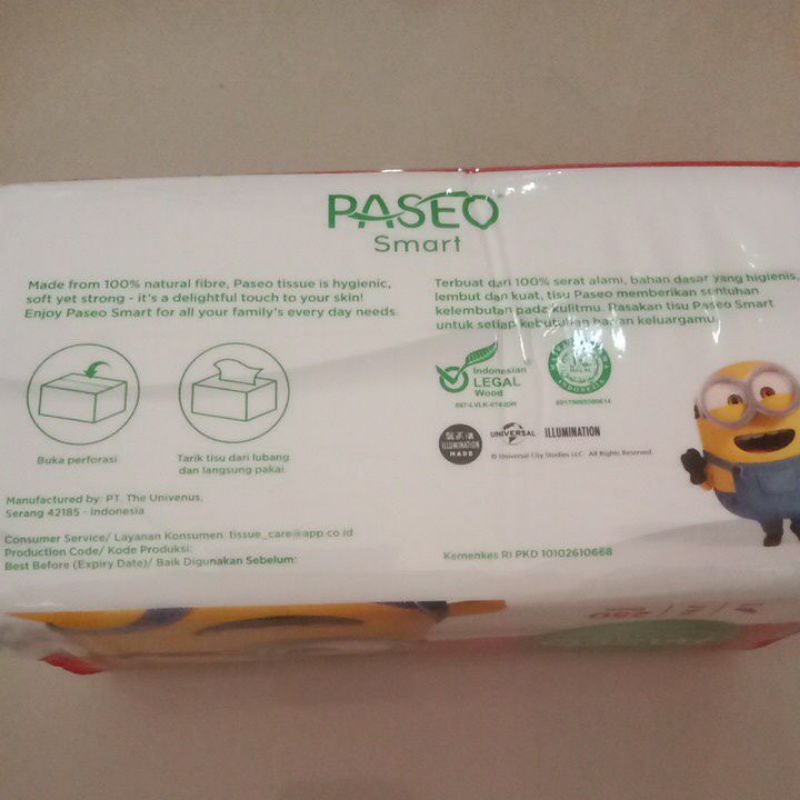 PASEO
Smart
Made from 100% natural fibre, Paseo tissue is hygienic,
soft yet strong - it's a delightful touch to your skin!
Enjoy Paseo Smart for all your family's every day needs.
Terbuat dari 100% serat alami, bahan dasar yang higienis,
lembut dan kuat, tisu Paseo memberikan sentuhan
kelembutan pada kulitmu. Rasakan tisu Paseo Smart
untuk setiap kebutuhan harian keluargamu.
Buka perforasi
Tarik tisu dari lubang
dan langsung pakai
Indonesian
LEGAL
Wood
INDONESIA
ILLUMINATION
MADE
UNIVERSAL
ILLUMINATION
© Universal City Studios LLC. All Rights Reserved.
Manufactured by: PT. The Univenus,
Serang 42185 - Indonesia
Consumer Service/ Layanan Konsumen: tissue_care@app.co.id
Production Code/ Kode Produksi:
Best Before (Expiry Date)/ Baik Digunakan Sebelum:
Kemenkes RI PKD 10102610668